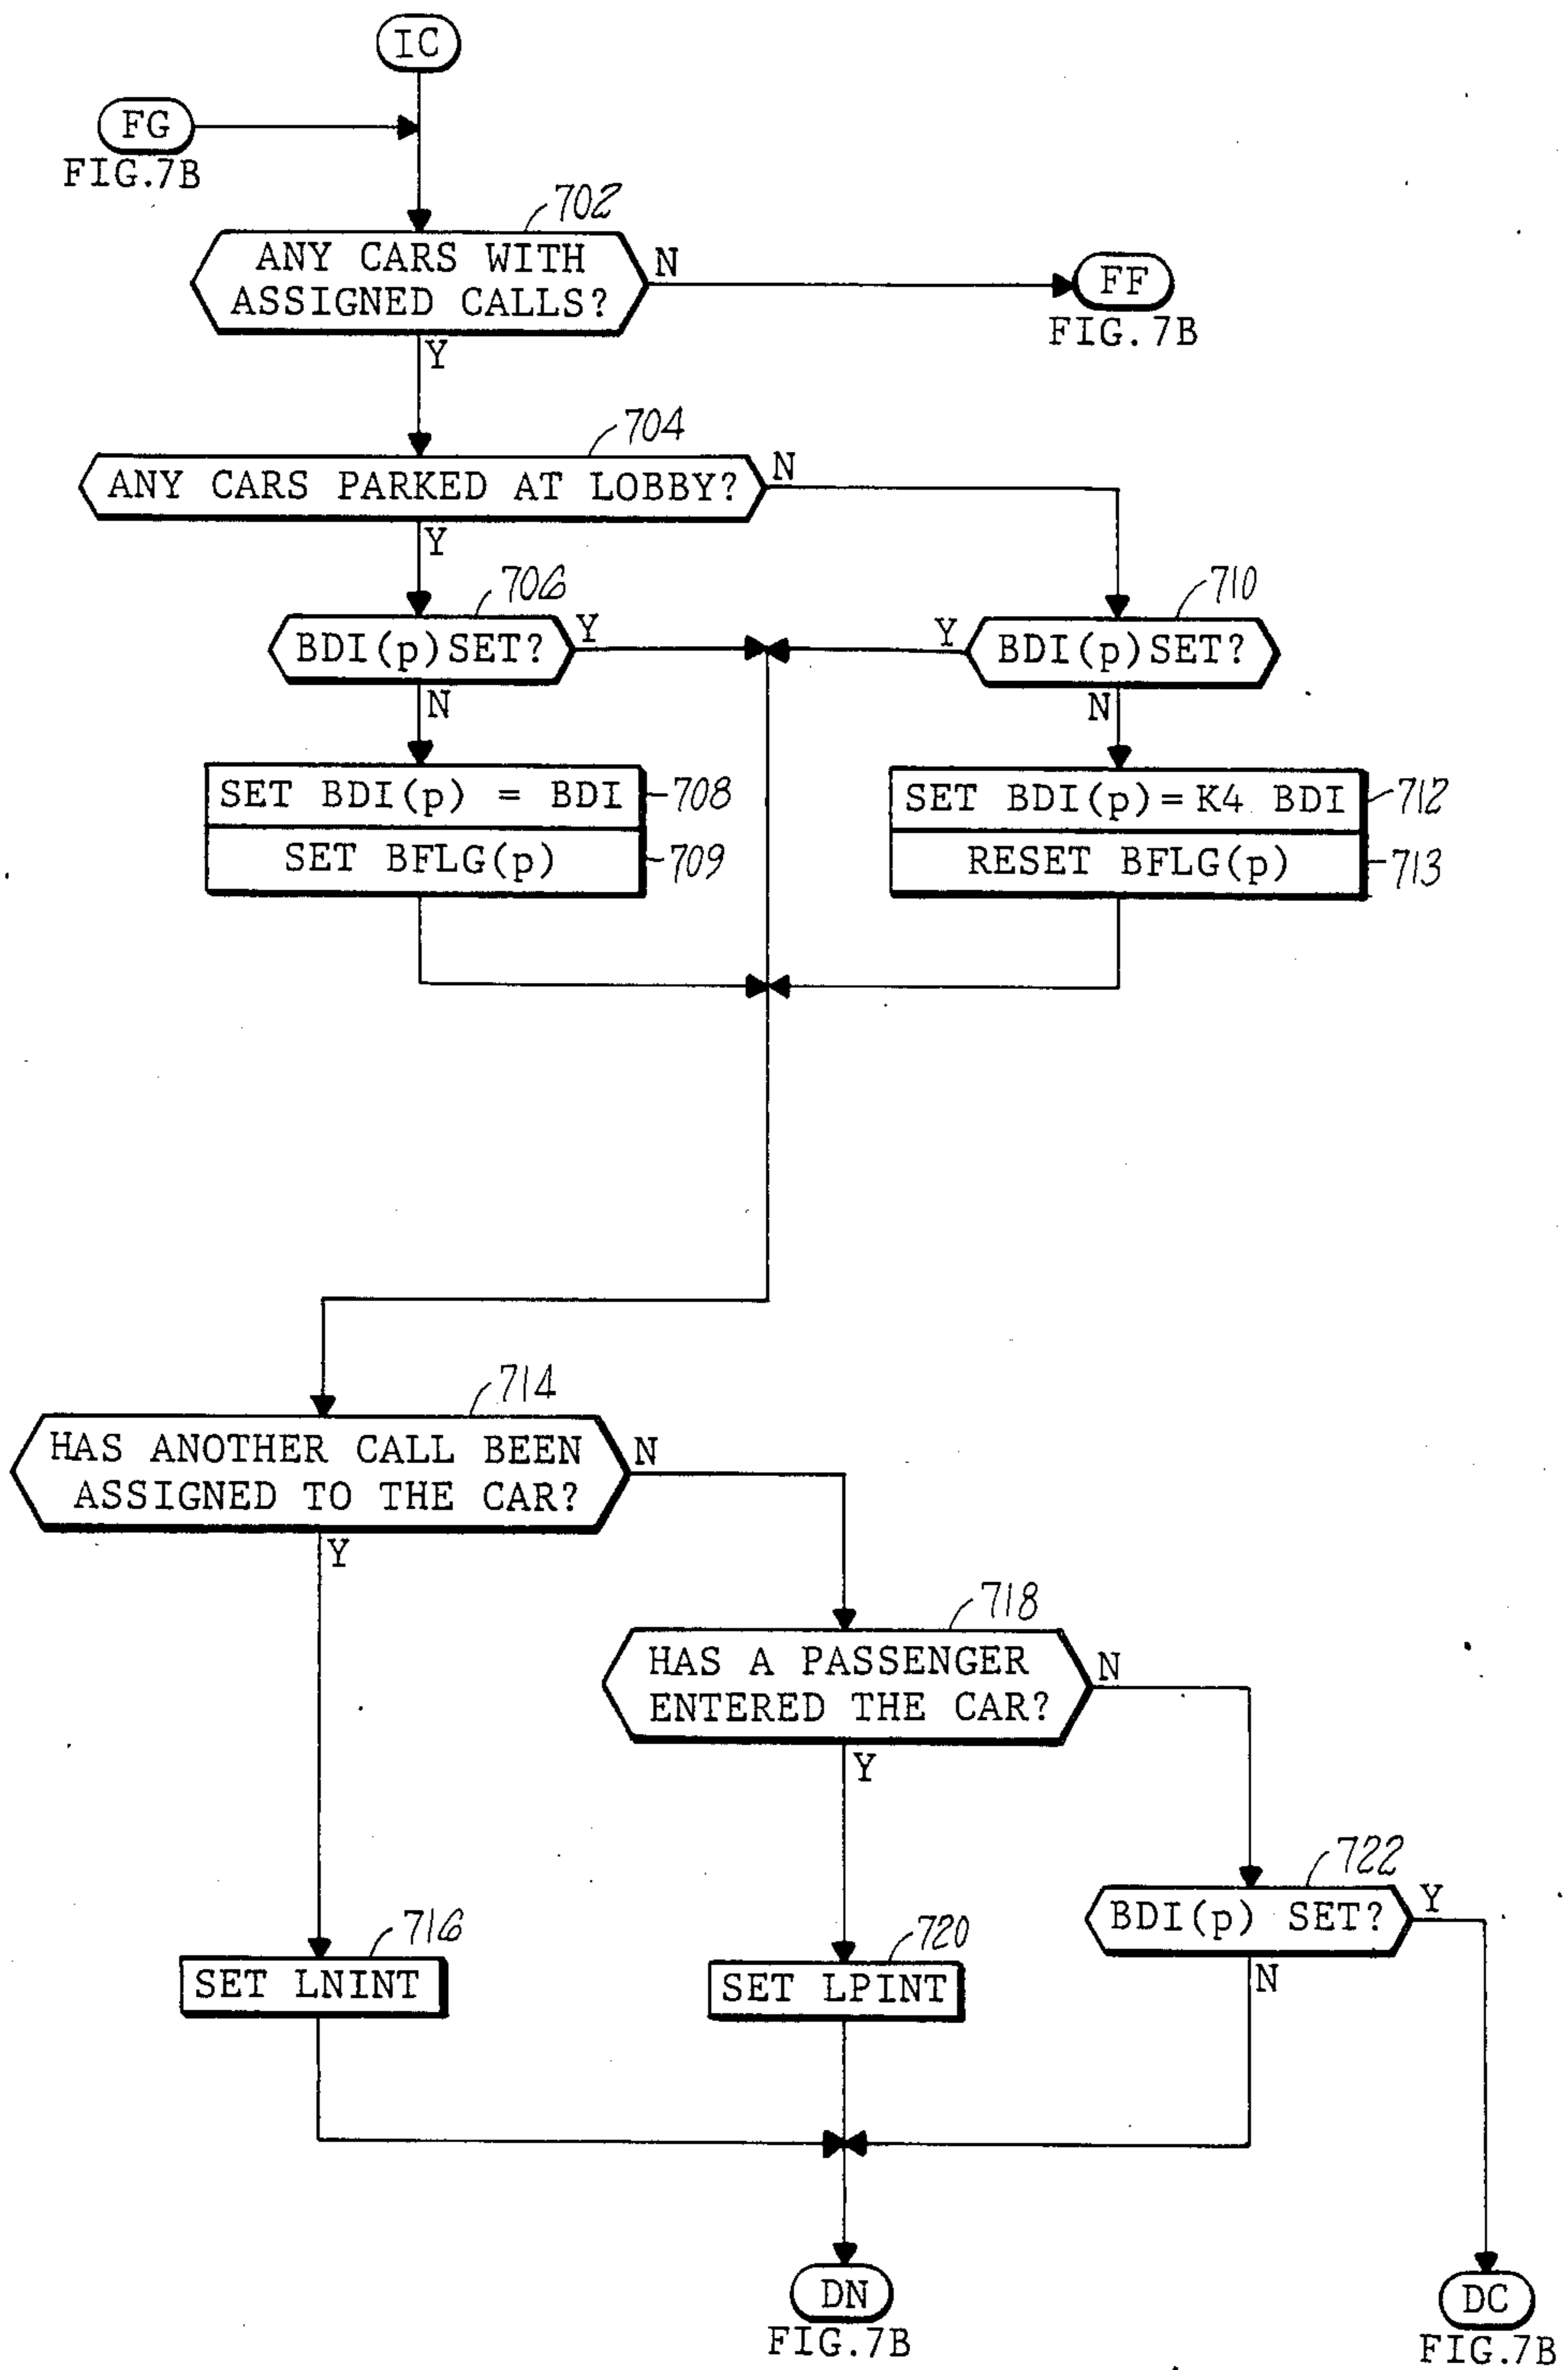 IC
FG
FIG.7B
702
ANY CARS WITH
ASSIGNED CALLS?
N
FF
FIG.7B
Y
704
ANY CARS PARKED AT LOBBY?
N
Y
706
BDI(p)SET?
Y
710
Y
BDI(p)SET?
N
N
SET BDI(p) = BDI
708
SET BFLG(p)
709
SET BDI(p)=K4 BDI
712
RESET BFLG(p)
713
714
HAS ANOTHER CALL BEEN
ASSIGNED TO THE CAR?
N
Y
718
HAS A PASSENGER
ENTERED THE CAR?
N
Y
722
BDI(p) SET?
Y
N
716
SET LNINT
720
SET LPINT
DN
FIG.7B
DC
FIG.7B